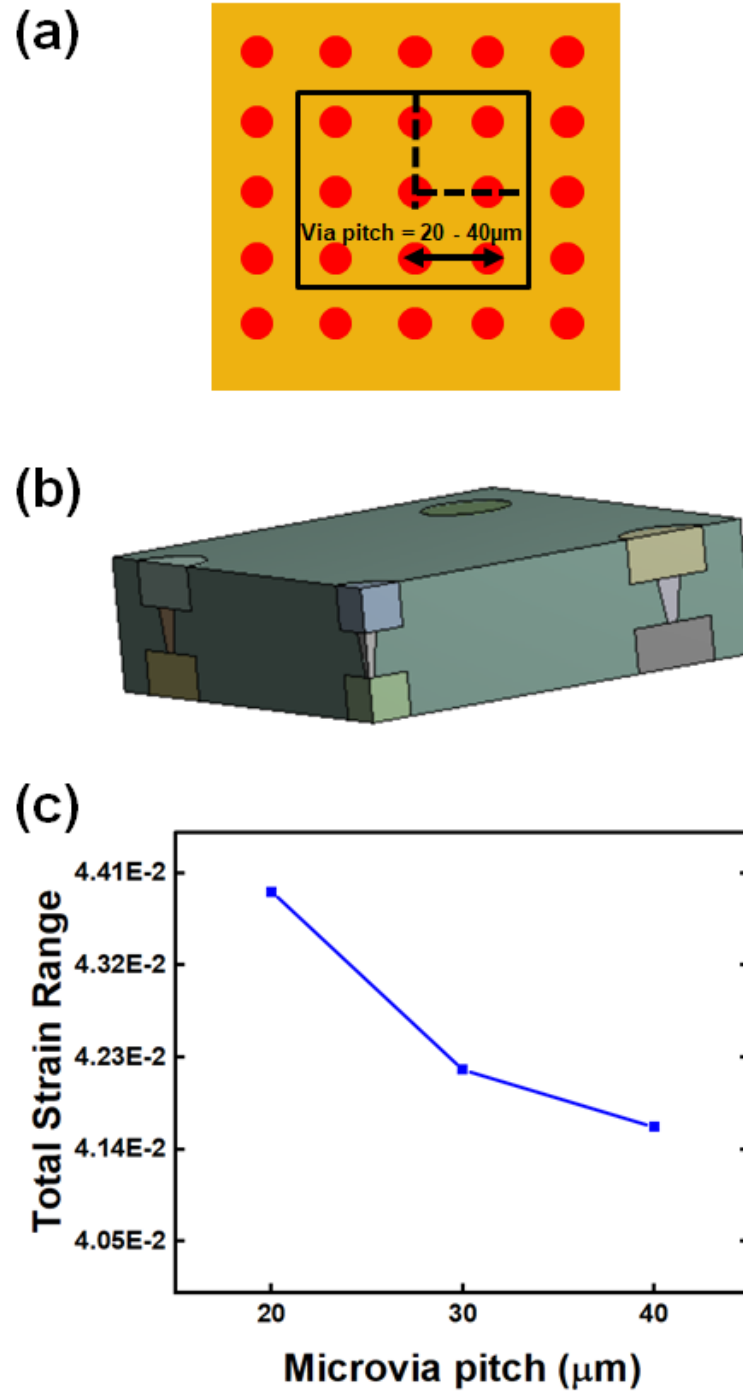 (a)
Via pitch = 20 - 40μm
(b)
(c)
Total Strain Range
4.41E-2
4.32E-2
4.23E-2
4.14E-2
4.05E-2
20 30 40
Microvia pitch (μm)